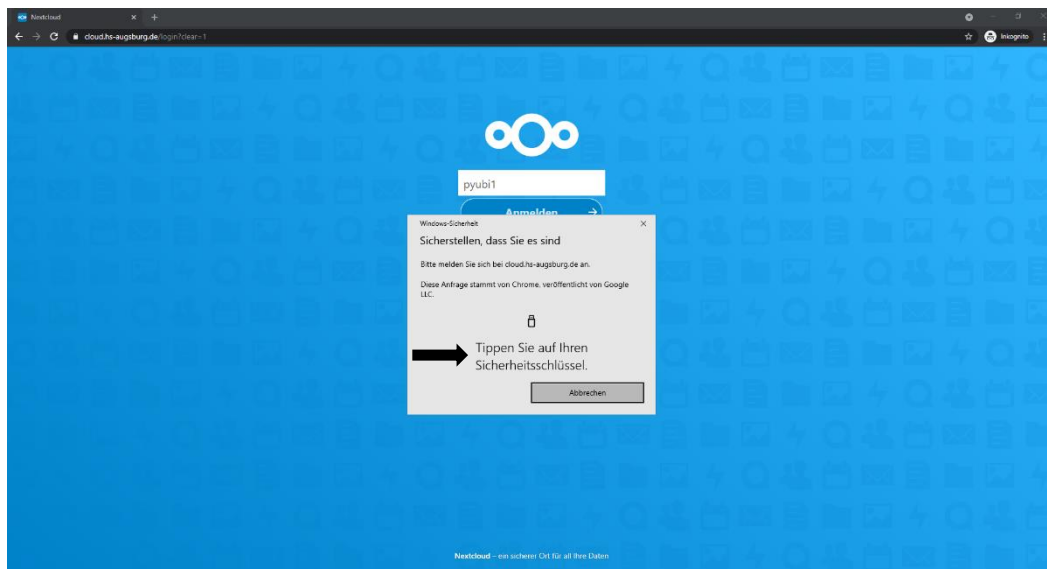 Nextcloud
cloud.hs-augsburg.de/login?clear=1
Inkognito
pyubi1
Anmelden
Windows-Sicherheit
Sicherstellen, dass Sie es sind
Bitte melden Sie sich bei cloud.hs-augsburg.de an.
Diese Anfrage stammt von Chrome, veröffentlicht von Google
LLC.
Tippen Sie auf Ihren
Sicherheitsschlüssel.
Abbrechen
Nextcloud – ein sicherer Ort für all Ihre Daten